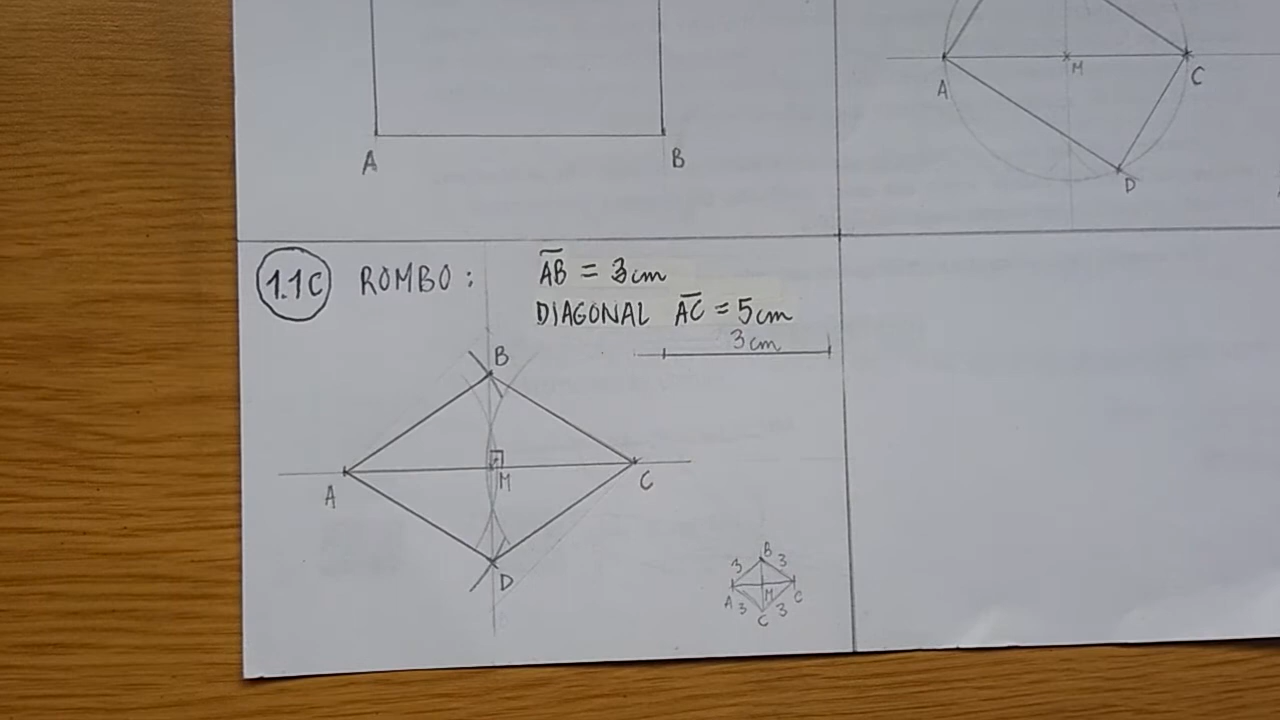 A B
A M C
D
1.1C ROMBO: AB = 3cm
DIAGONAL AC = 5cm
3cm
B
A M C
D
B
3 3
A M C
3 3
C